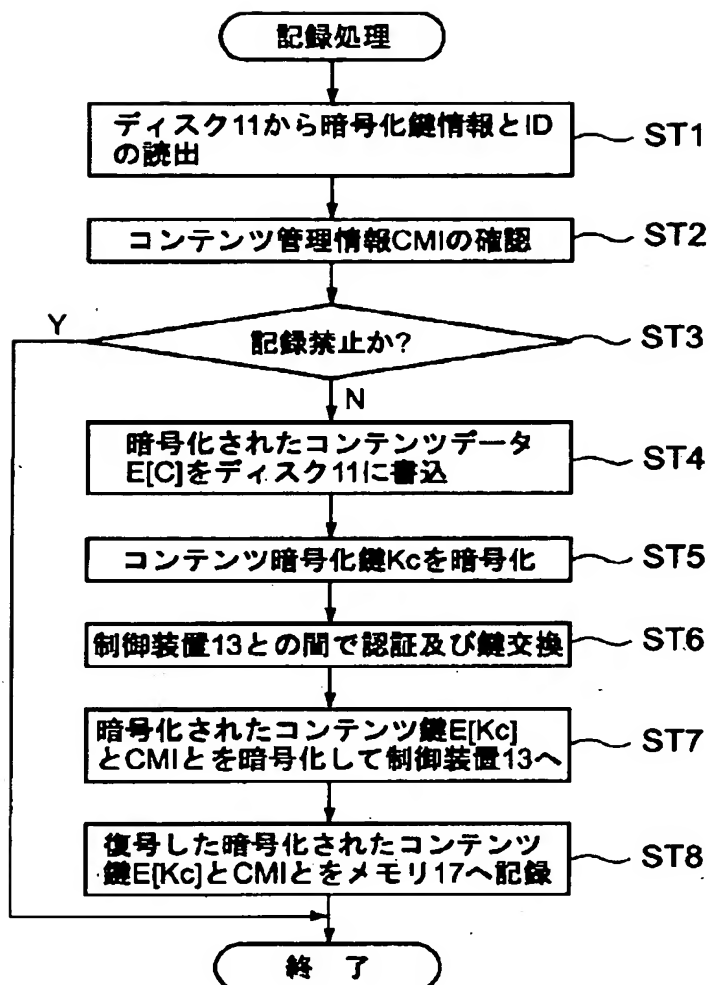 記録処理
ディスク11から暗号化鍵情報とID
の読出
ST1
コンテンツ管理情報CMIの確認
ST2
Y
記録禁止か?
ST3
N
暗号化されたコンテンツデータ
E[C]をディスク11に書込
ST4
コンテンツ暗号化鍵Kcを暗号化
ST5
制御装置13との間で認証及び鍵交換
ST6
暗号化されたコンテンツ鍵E[Kc]
とCMIとを暗号化して制御装置13へ
ST7
復号した暗号化されたコンテンツ
鍵E[Kc]とCMIとをメモリ17へ記録
ST8
終 了